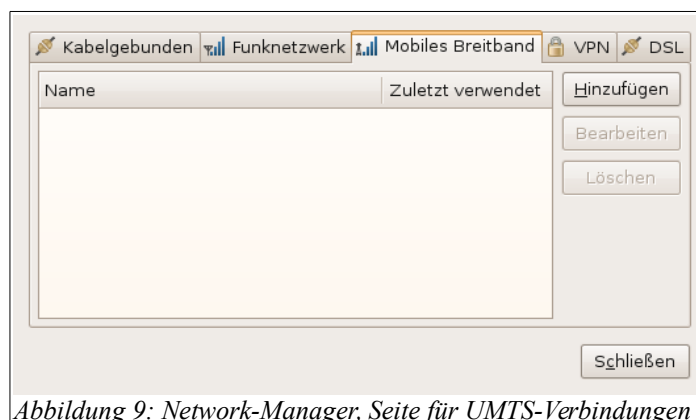 Kabelgebunden Funknetzwerk Mobiles Breitband VPN DSL
Name Zuletzt verwendet Hinzufügen
Bearbeiten
Löschen
Schließen
Abbildung 9: Network-Manager, Seite für UMTS-Verbindungen